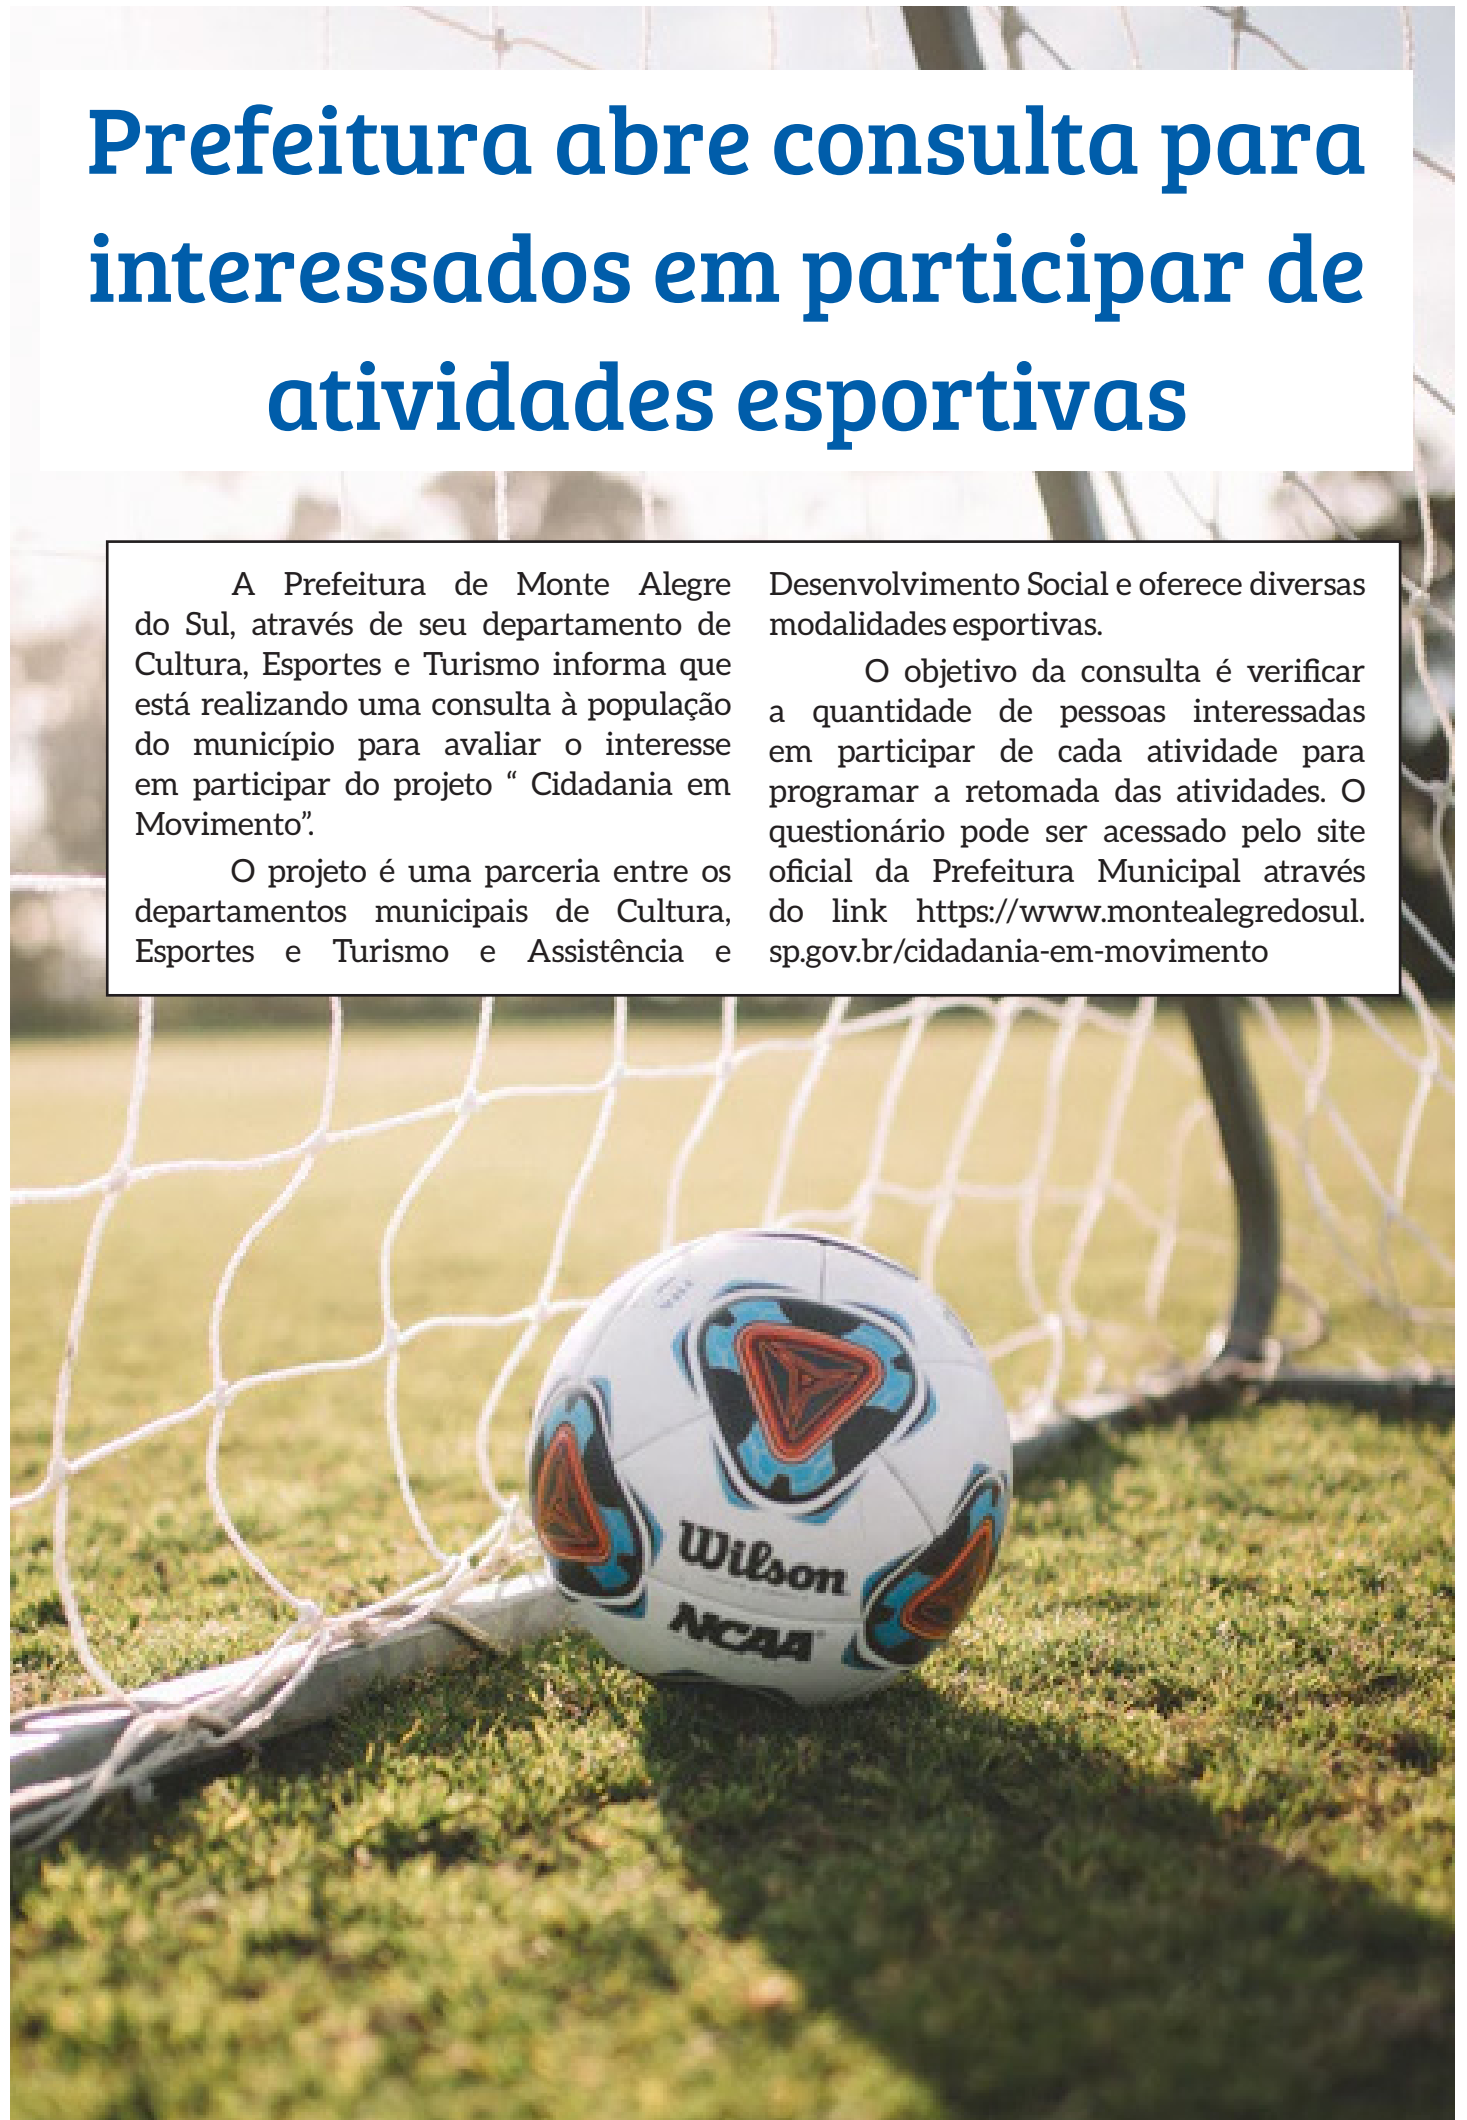 Prefeitura abre consulta para
interessados em participar de
atividades esportivas
A Prefeitura de Monte Alegre
do Sul, através de seu departamento de
Cultura, Esportes e Turismo informa que
está realizando uma consulta à população
do município para avaliar o interesse
em participar do projeto “ Cidadania em
Movimento”.
O projeto é uma parceria entre os
departamentos municipais de Cultura,
Esportes e Turismo e Assistência e
Desenvolvimento Social e oferece diversas
modalidades esportivas.
O objetivo da consulta é verificar
a quantidade de pessoas interessadas
em participar de cada atividade para
programar a retomada das atividades. O
questionário pode ser acessado pelo site
oficial da Prefeitura Municipal através
do link https://www.montealegredosul.
sp.gov.br/cidadania-em-movimento
Wilson
NCAA